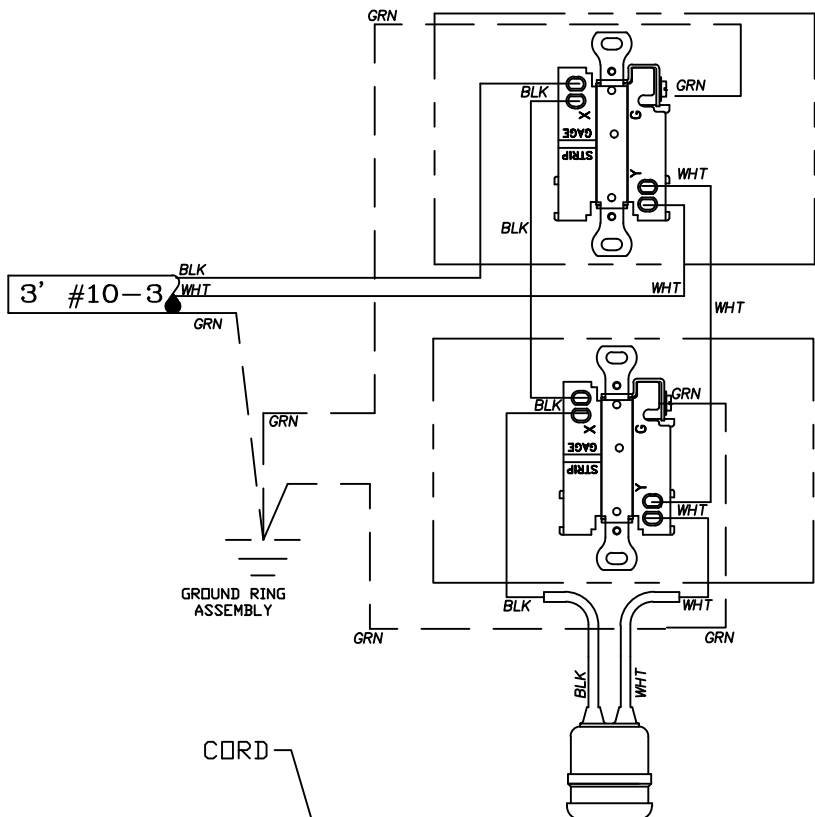 GRN
GRN
BLK
X
G
GAGE
STRIP
Y
WHT
BLK
BLK
3' #10-3
WHT
WHT
GRN
WHT
GRN
BLK
GRN
X
G
GAGE
STRIP
Y
WHT
GROUND RING
ASSEMBLY
BLK
WHT
GRN
GRN
BLK
WHT
CORD